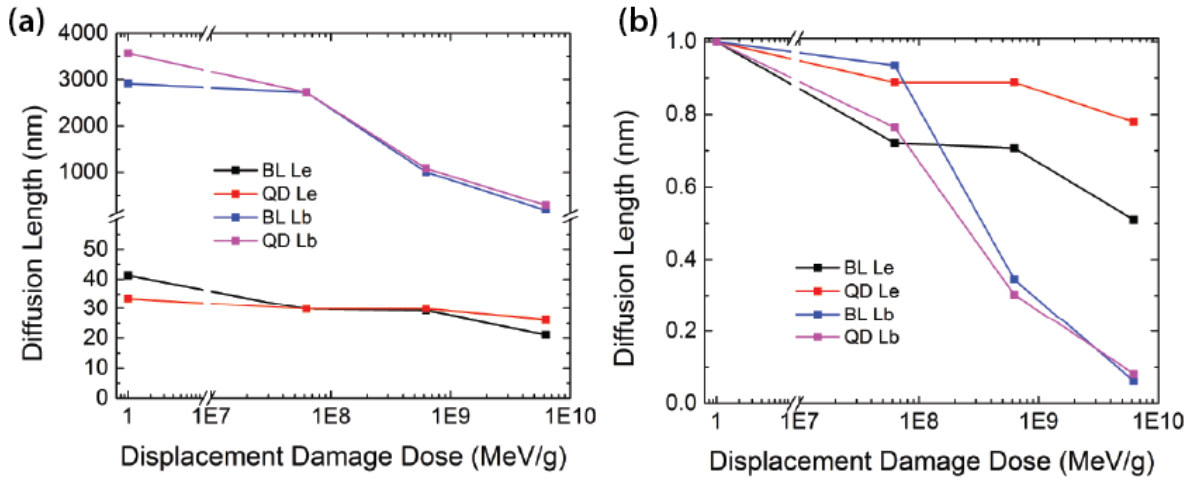 (a)
4000
3000
2000
1000
50
40
30
20
10
0
Diffusion Length (nm)
BL Le
QD Le
BL Lb
QD Lb
1
1E7
1E8
1E9
1E10
Displacement Damage Dose (MeV/g)
(b)
1.0
0.8
0.6
0.4
0.2
0.0
Diffusion Length (nm)
BL Le
QD Le
BL Lb
QD Lb
1
1E7
1E8
1E9
1E10
Displacement Damage Dose (MeV/g)